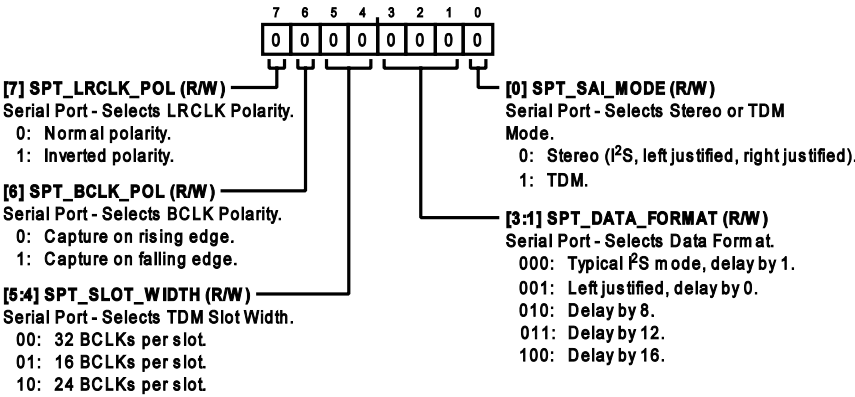 7 6 5 4 3 2 1 0
0 0 0 0 0 0 0 0
[7] SPT_LRCLK_POL (R/W)
Serial Port - Selects LRCLK Polarity.
0: Normal polarity.
1: Inverted polarity.
[6] SPT_BCLK_POL (R/W)
Serial Port - Selects BCLK Polarity.
0: Capture on rising edge.
1: Capture on falling edge.
[5:4] SPT_SLOT_WIDTH (R/W)
Serial Port - Selects TDM Slot Width.
00: 32 BCLKs per slot.
01: 16 BCLKs per slot.
10: 24 BCLKs per slot.
[0] SPT_SAI_MODE (R/W)
Serial Port - Selects Stereo or TDM
Mode.
0: Stereo (I²S, left justified, right justified).
1: TDM.
[3:1] SPT_DATA_FORMAT (R/W)
Serial Port - Selects Data Format.
000: Typical I²S mode, delay by 1.
001: Left justified, delay by 0.
010: Delay by 8.
011: Delay by 12.
100: Delay by 16.